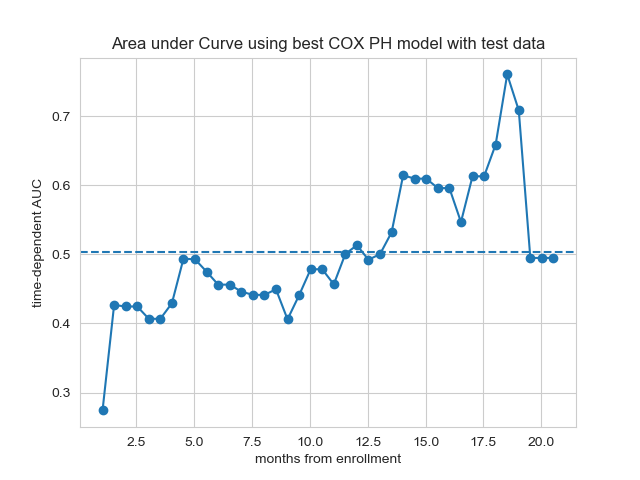 Area under Curve using best COX PH model with test data
time-dependent AUC
0.7
0.6
0.5
0.4
0.3
2.5 5.0 7.5 10.0 12.5 15.0 17.5 20.0
months from enrollment